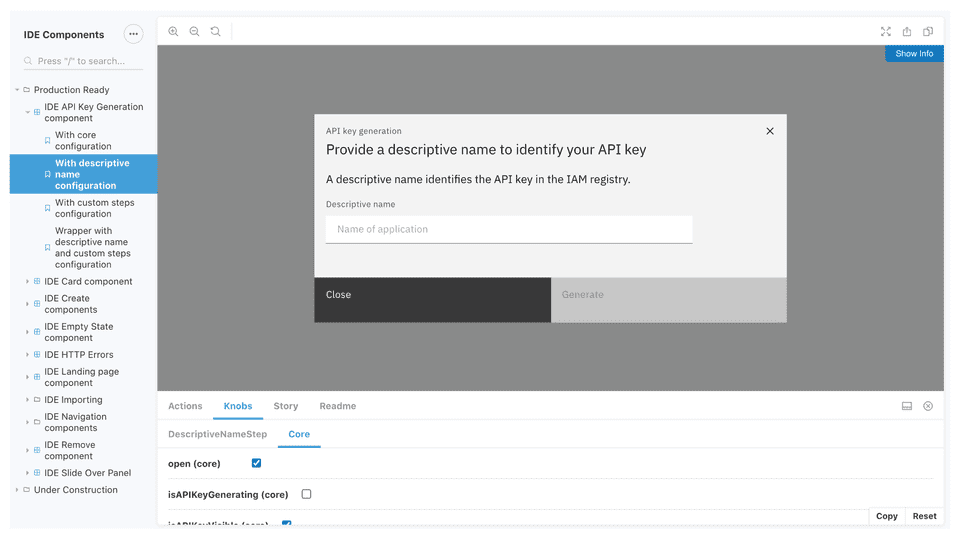 IDE Components
Press "/" to search...
Production Ready
IDE API Key Generation
component
With core
configuration
With descriptive
name
configuration
With custom steps
configuration
Wrapper with
descriptive name
and custom steps
configuration
IDE Card component
IDE Create
components
IDE Empty State
component
IDE HTTP Errors
IDE Landing page
component
IDE Importing
IDE Navigation
components
IDE Remove
component
IDE Slide Over Panel
Under Construction
Show Info
API key generation
Provide a descriptive name to identify your API key
A descriptive name identifies the API key in the IAM registry.
Descriptive name
Name of application
Close
Generate
Actions Knobs Story Readme
DescriptiveNameStep Core
open (core)
isAPIKeyGenerating (core)
isAPIKeyVisible (core)
Copy Reset